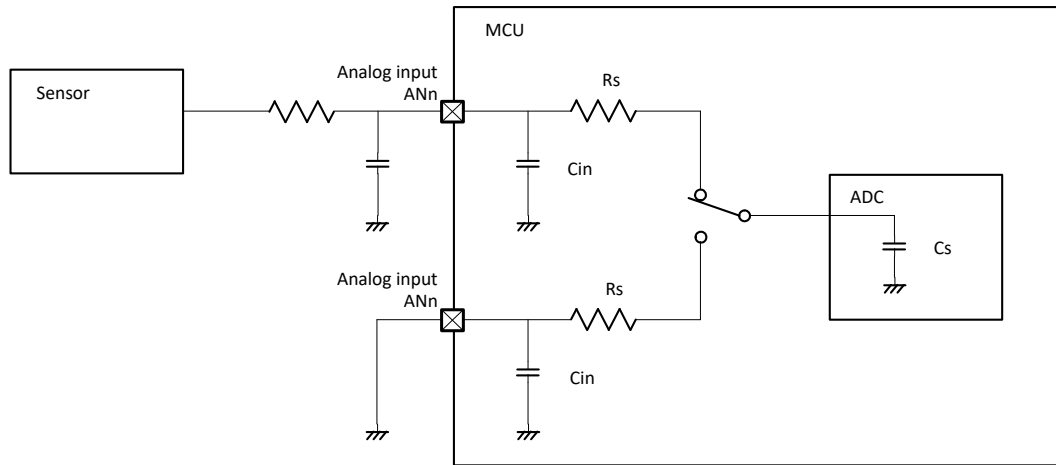 MCU
Sensor
Analog input
ANn
Rs
Cin
ADC
Cs
Analog input
ANn
Rs
Cin